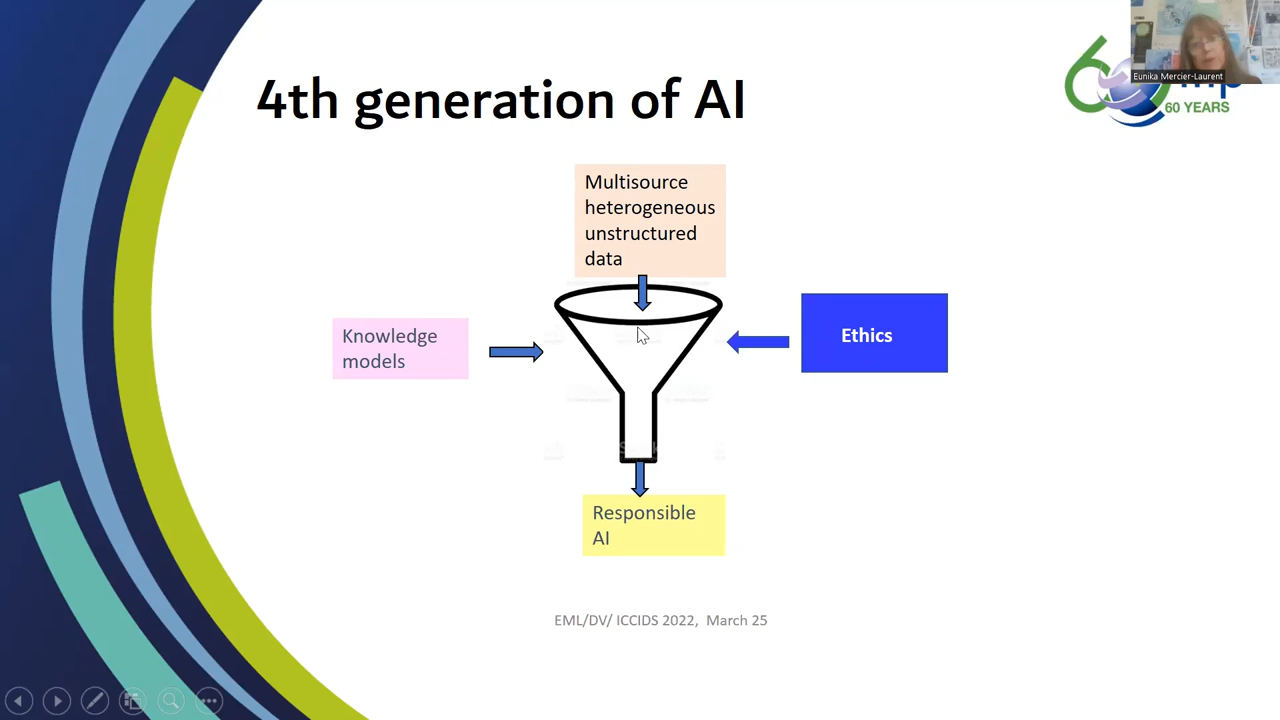 Eunika Mercier-Laurent
4th generation of AI
60 YEARS
Multisource
heterogeneous
unstructured
data
Knowledge
models
Ethics
Responsible
AI
EML/DV/ ICCIDS 2022, March 25